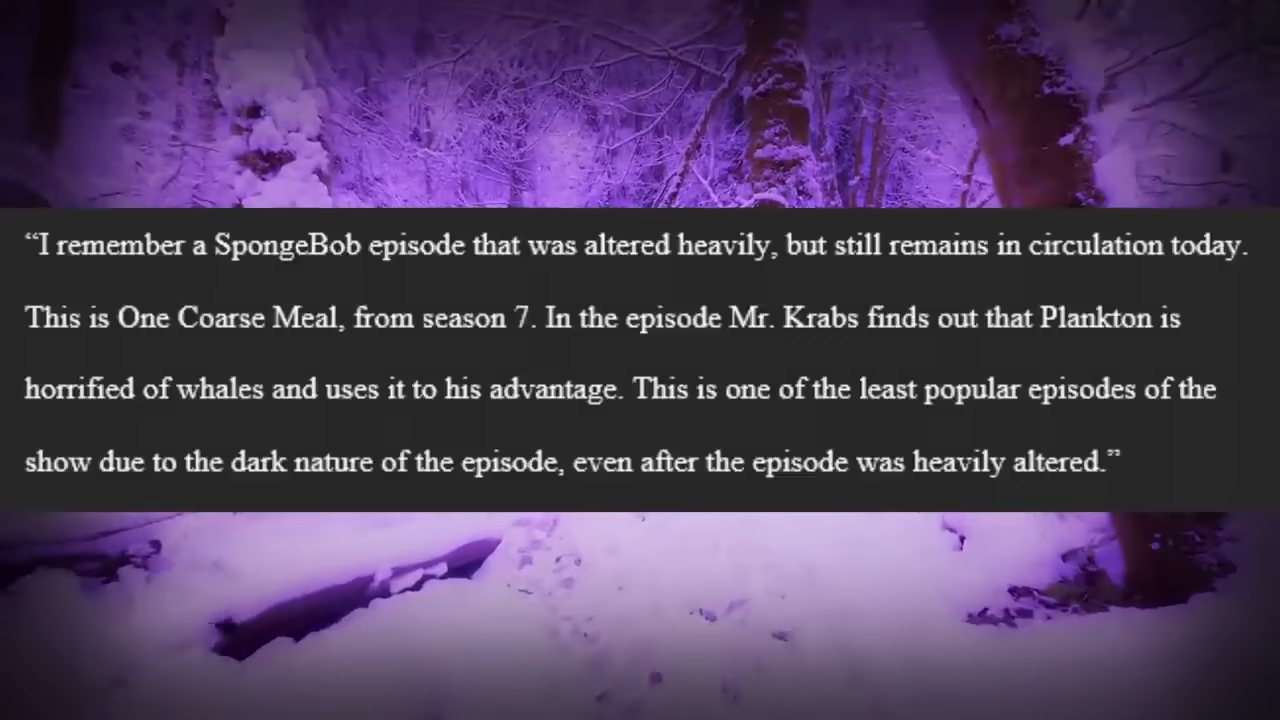 “I remember a SpongeBob episode that was altered heavily, but still remains in circulation today.
This is One Coarse Meal, from season 7. In the episode Mr. Krabs finds out that Plankton is
horrified of whales and uses it to his advantage. This is one of the least popular episodes of the
show due to the dark nature of the episode, even after the episode was heavily altered.”